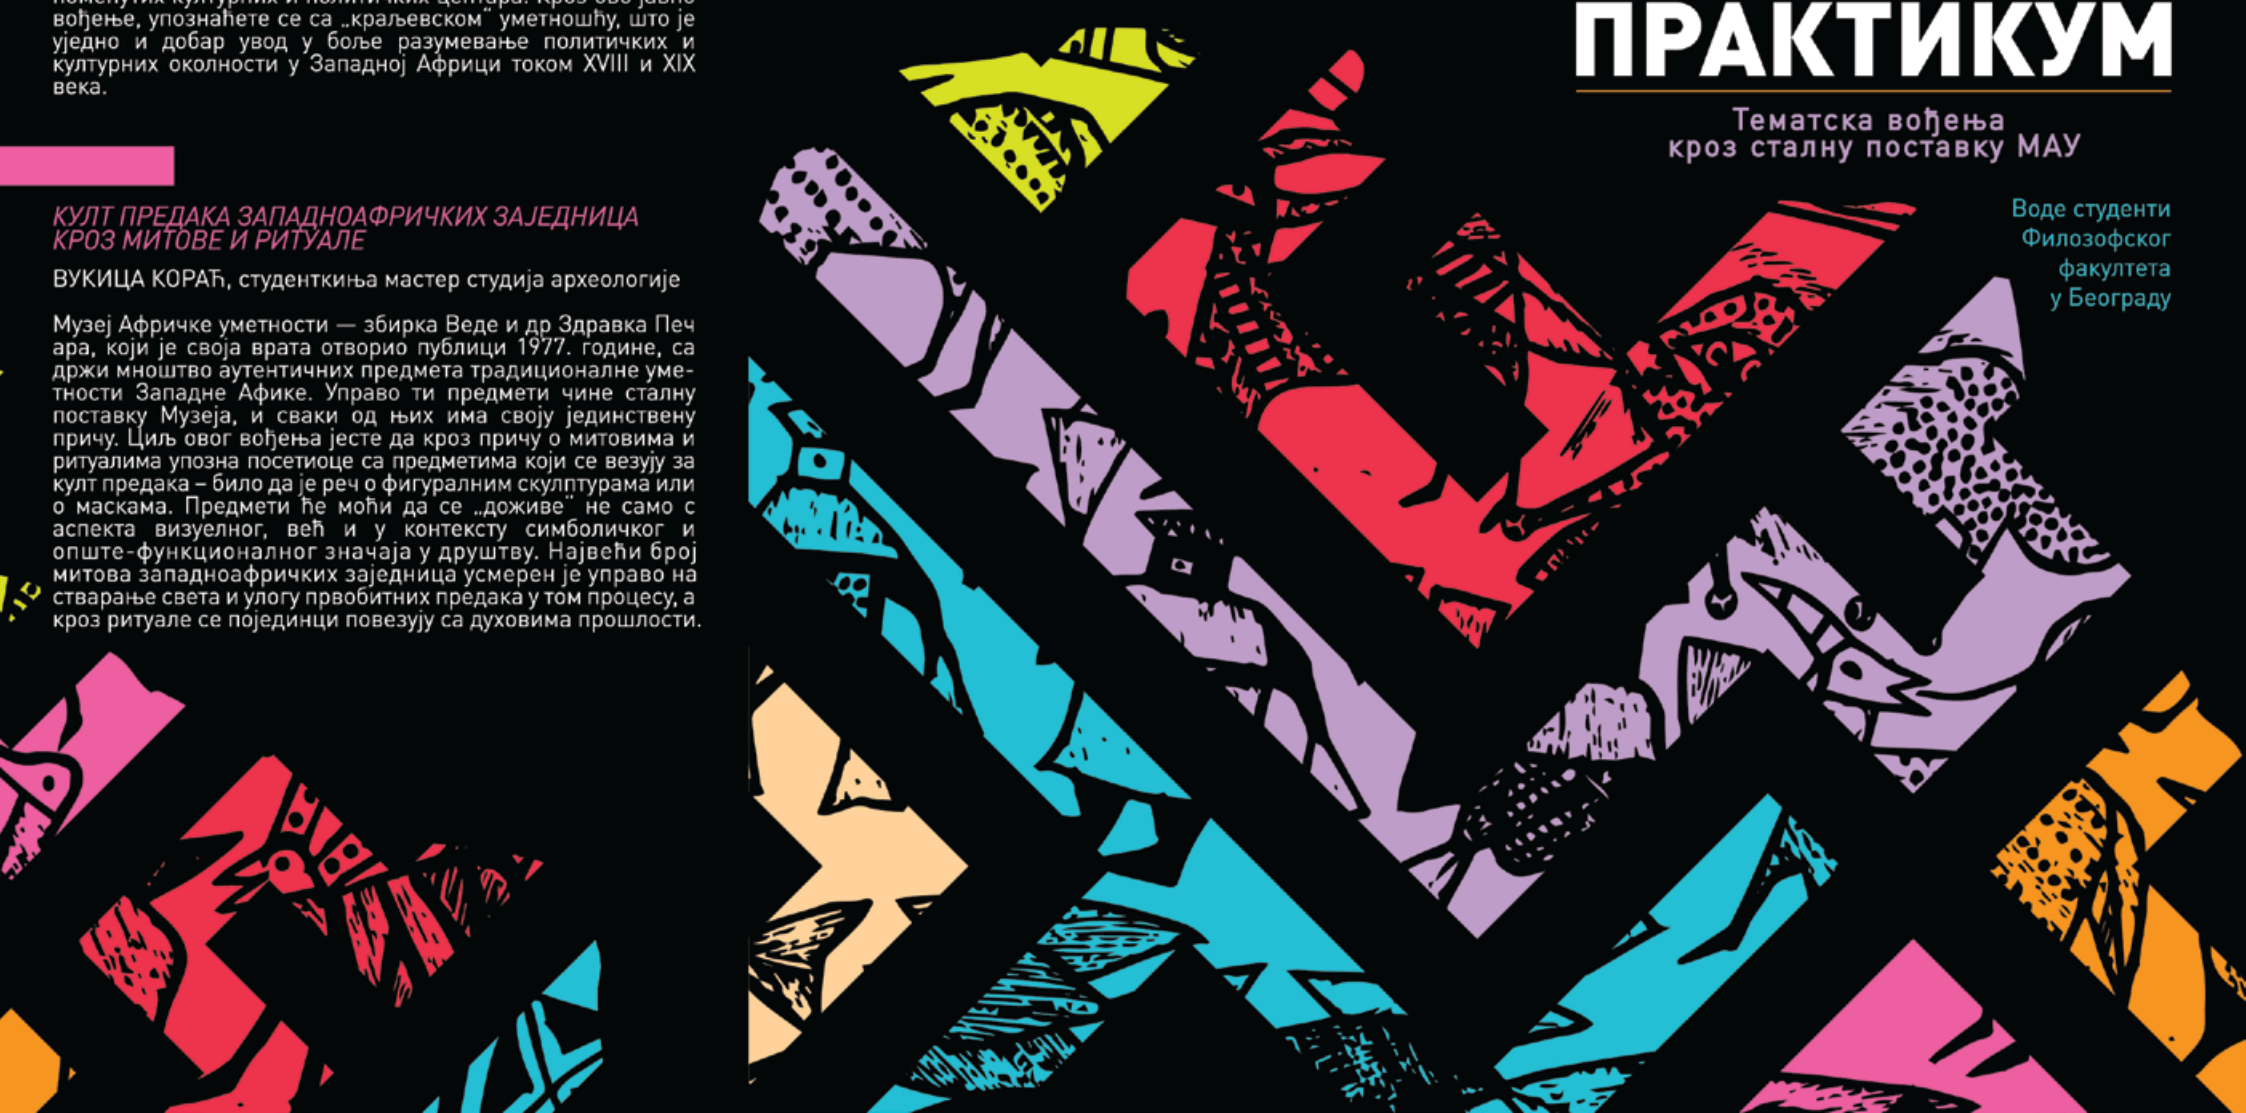 поменутих културних и политичких центара. Кроз ово јавно
вођење, упознаћете се са „краљевском“ уметношћу, што је
уједно и добар увод у боље разумевање политичких и
културних околности у Западној Африци током XVIII и XIX
века.
КУЛТ ПРЕДАКА ЗАПАДНОАФРИЧКИХ ЗАЈЕДНИЦА
КРОЗ МИТОВЕ И РИТУАЛЕ
ВУКИЦА КОРАЋ, студенткиња мастер студија археологије
Музеј Афричке уметности — збирка Веде и др Здравка Печ
ара, који је своја врата отворио публици 1977. године, са
држи мноштво аутентичних предмета традиционалне уме-
тности Западне Афике. Управо ти предмети чине сталну
поставку Музеја, и сваки од њих има своју јединствену
причу. Циљ овог вођења јесте да кроз причу о митовима и
ритуалима упозна посетиоце са предметима који се везују за
култ предака – било да је реч о фигуралним скулптурама или
о маскама. Предмети ће моћи да се „доживе“ не само с
аспекта визуелног, већ и у контексту симболичког и
опште-функционалног значаја у друштву. Највећи број
митова западноафричких заједница усмерен је управо на
стварање света и улогу првобитних предака у том процесу, а
кроз ритуале се појединци повезују са духовима прошлости.
ПРАКТИКУМ
Тематска вођења
кроз сталну поставку МАУ
Воде студенти
Филозофског
факултета
у Београду